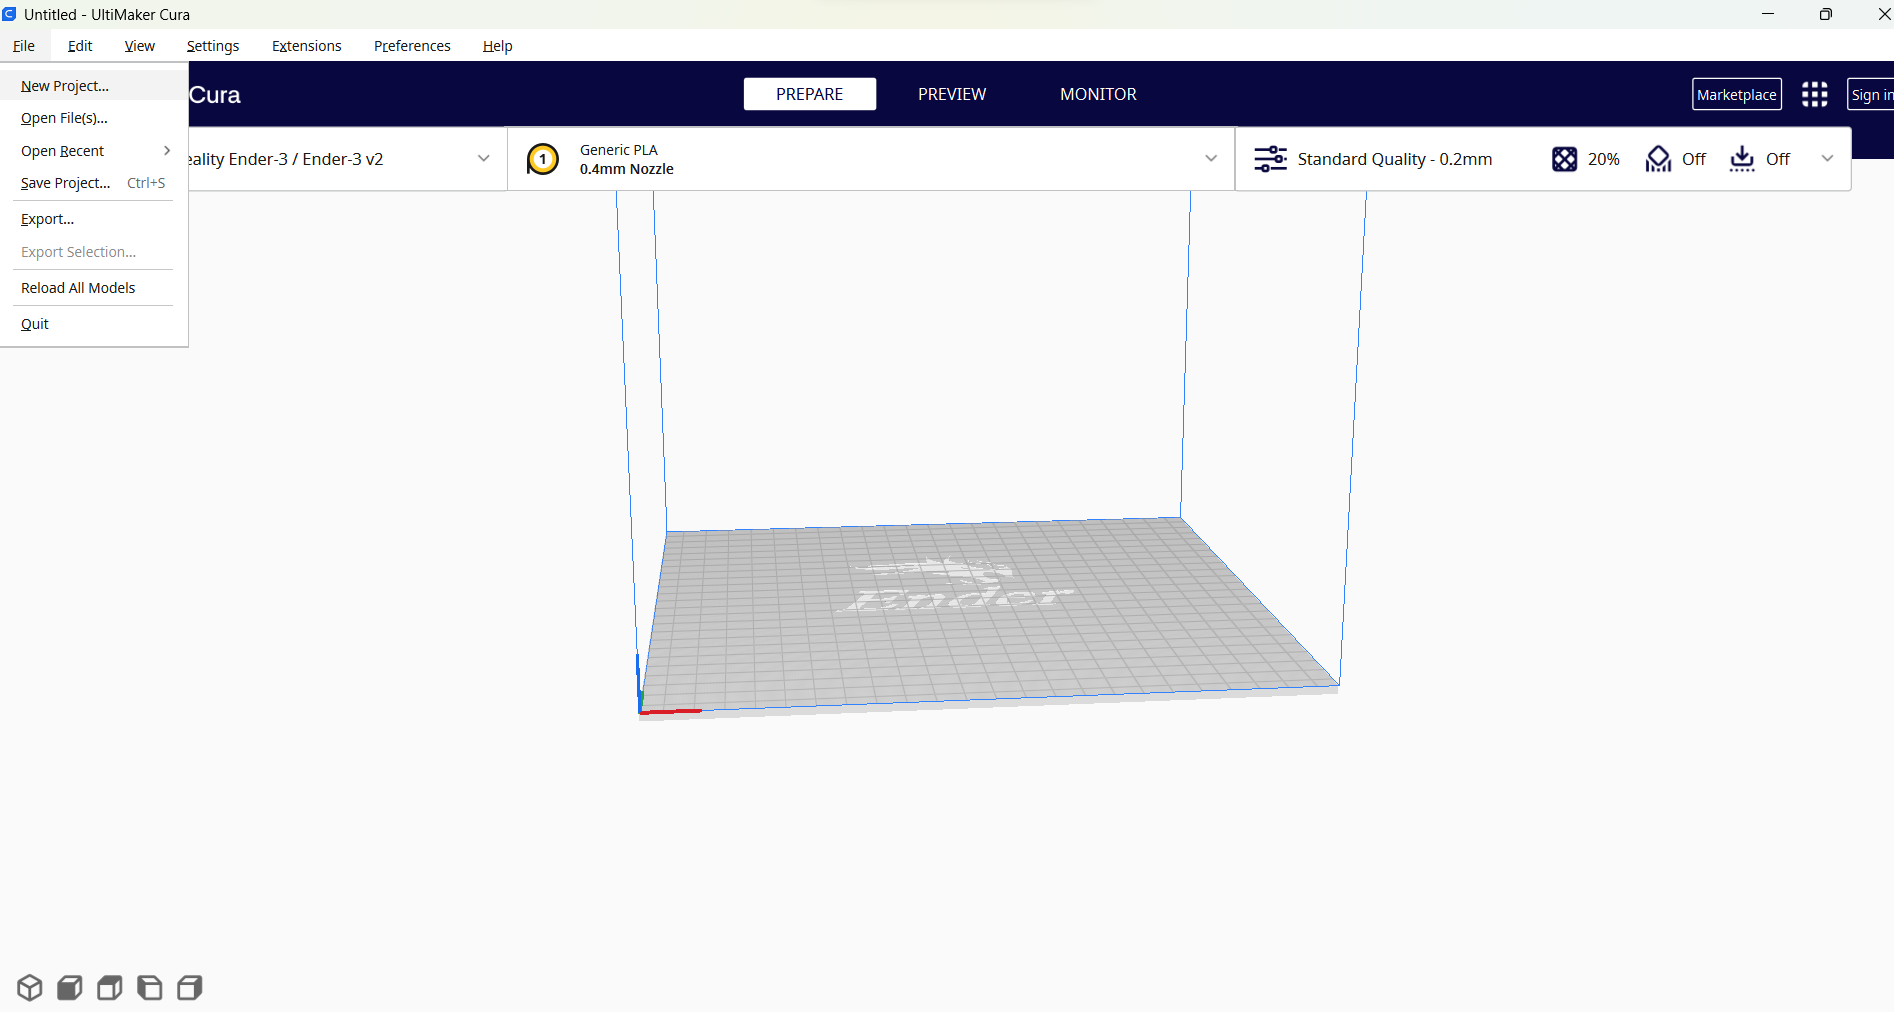 Untitled - UltiMaker Cura
File Edit View Settings Extensions Preferences Help
New Project...
Open File(s)...
Open Recent
Save Project... Ctrl+S
Export...
Export Selection...
Reload All Models
Quit
Cura
PREPARE PREVIEW MONITOR
Marketplace
Sign in
eality Ender-3 / Ender-3 v2
1
Generic PLA
0.4mm Nozzle
Standard Quality - 0.2mm
20%
Off
Off
Ender